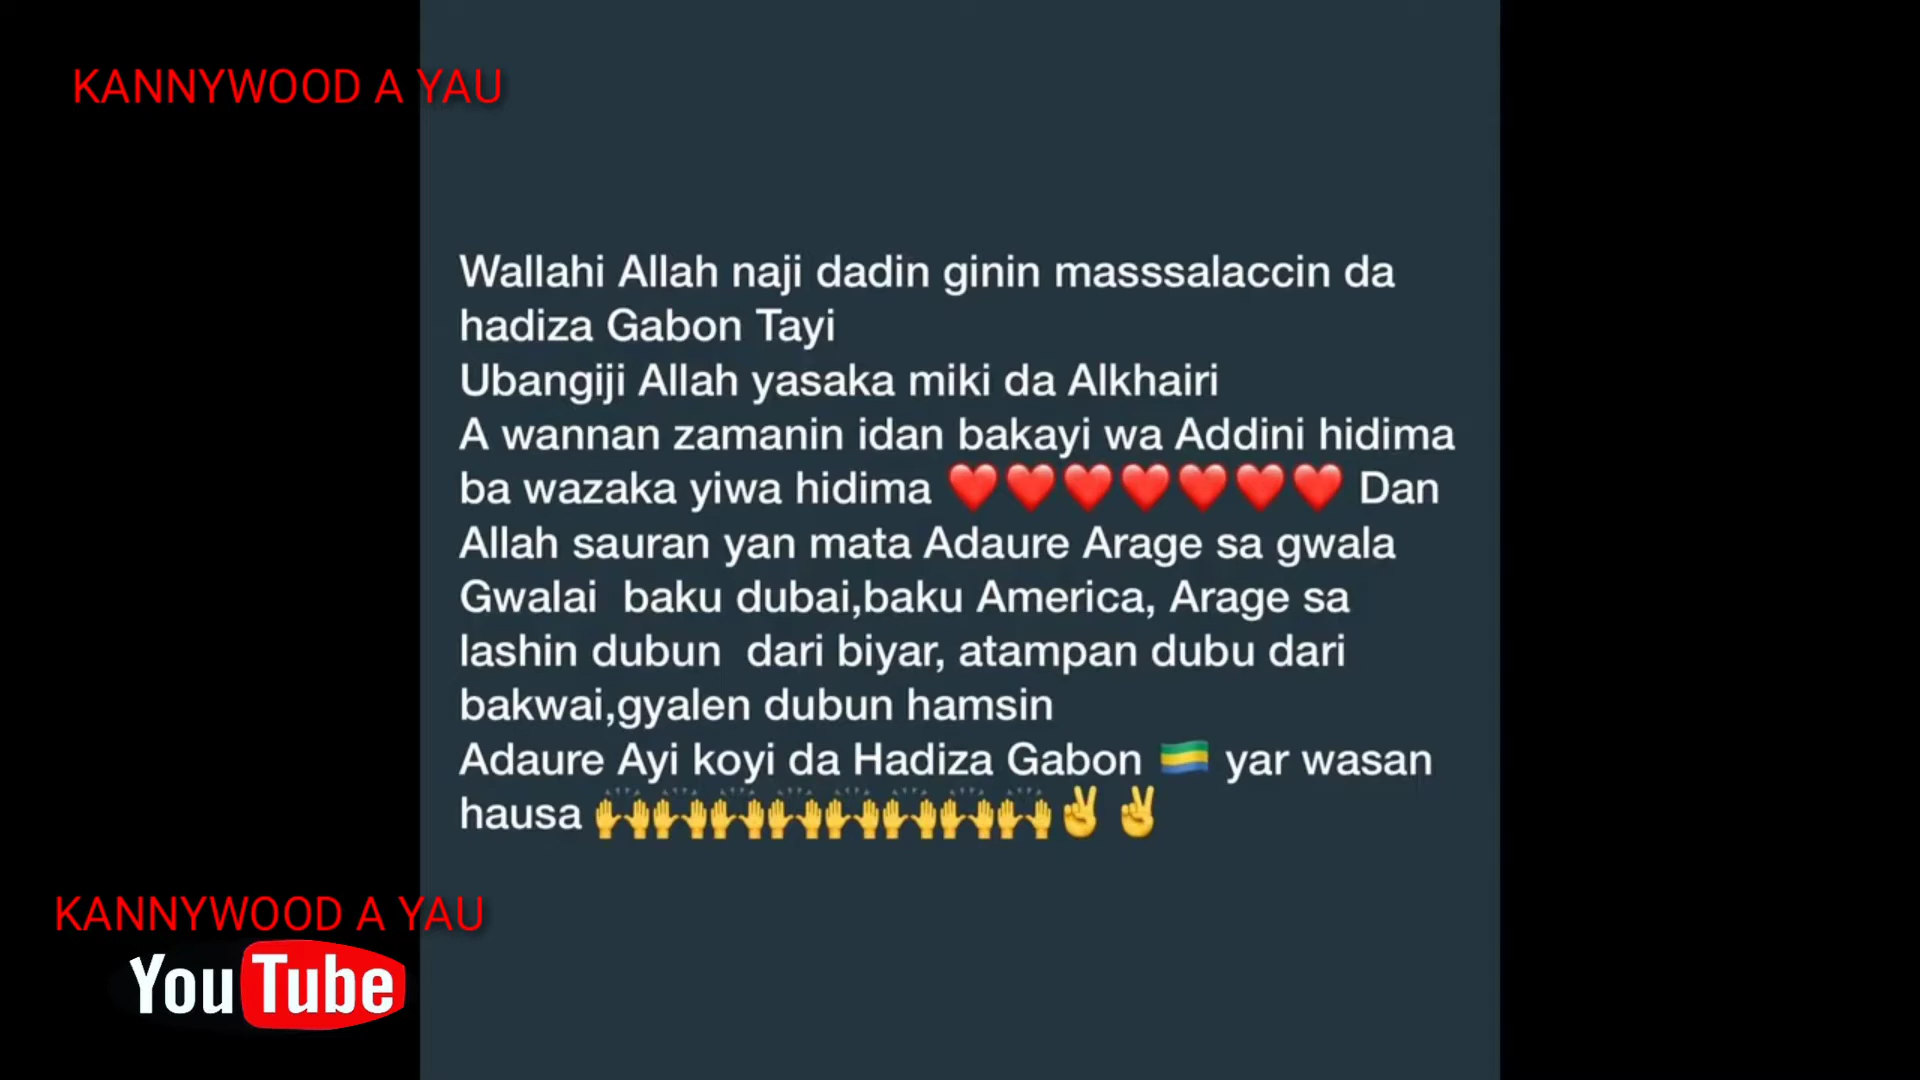 KANNYWOOD A YAU
Wallahi Allah naji dadin ginin masssalaccin da
hadiza Gabon Tayi
Ubangiji Allah yasaka miki da Alkhairi
A wannan zamanin idan bakayi wa Addini hidima
ba wazaka yiwa hidima ❤️❤️❤️❤️❤️❤️❤️ Dan
Allah sauran yan mata Adaure Arage sa gwala
Gwalai  baku dubai,baku America, Arage sa
lashin dubun  dari biyar, atampan dubu dari
bakwai,gyalen dubun hamsin
Adaure Ayi koyi da Hadiza Gabon 🇬🇦 yar wasan
hausa 🙌🙌🙌🙌🙌🙌🙌🙌✌️✌️
KANNYWOOD A YAU
YouTube